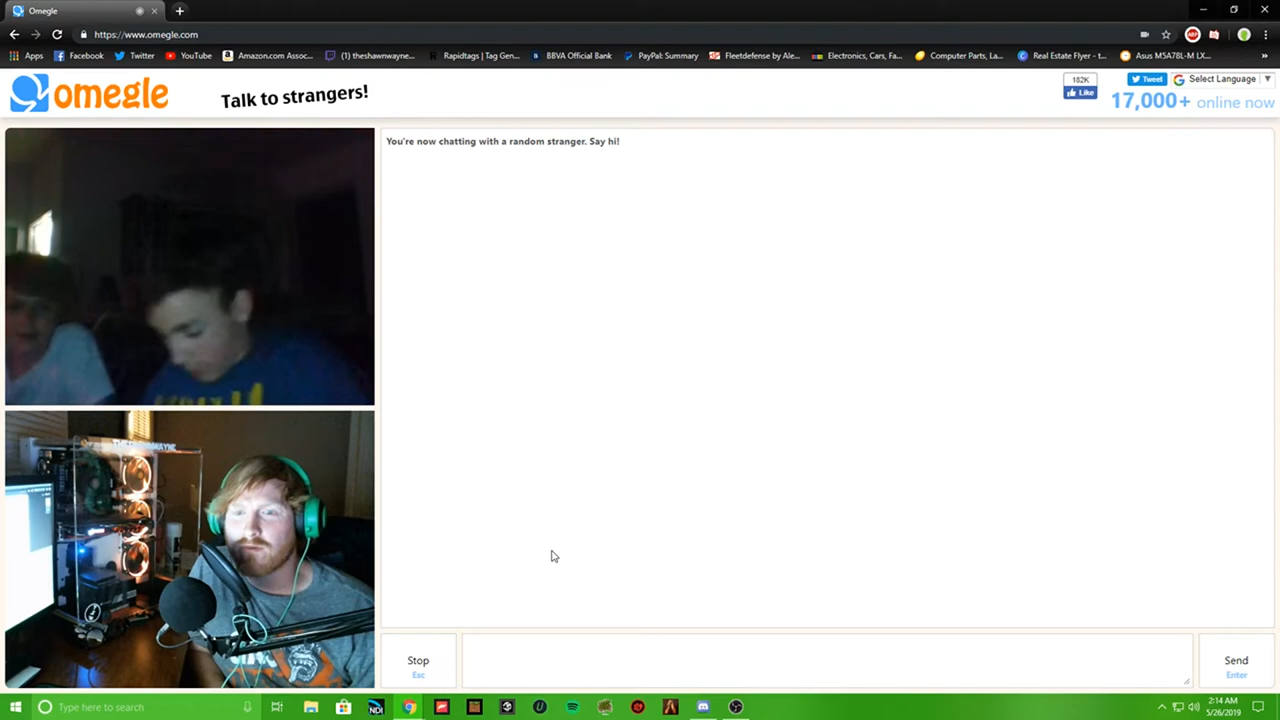 Omegle
https://www.omegle.com
Apps Facebook Twitter YouTube Amazon.com Assoc... (1) theshawnwayne... Rapidtags | Tag Gen... BBVA Official Bank PayPal: Summary Fleetdefense by Ale... Electronics, Cars, Fa... Computer Parts, La... Real Estate Flyer - t... Asus M5A78L-M LX...
omegle
Talk to strangers!
182K
Like
Tweet
Select Language
17,000+ online now
You're now chatting with a random stranger. Say hi!
THESHAWNWAYNE
Stop
Esc
Send
Enter
Type here to search
NDI
2:14 AM
5/26/2019